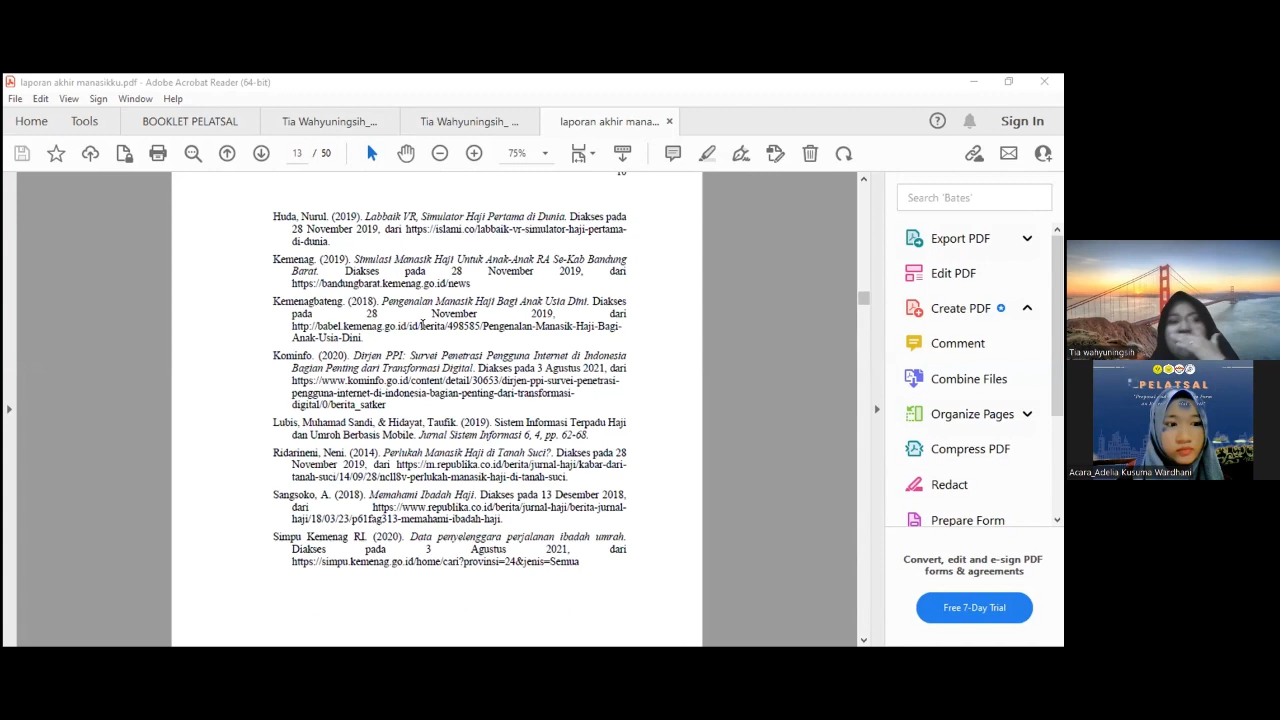 laporan akhir manasikku.pdf - Adobe Acrobat Reader (64-bit)
File Edit View Sign Window Help
Home Tools BOOKLET PELATSAL Tia Wahyuningsih_... Tia Wahyuningsih_ ... laporan akhir mana... Sign In
13 / 50 75%
Huda, Nurul. (2019). Labbaik VR, Simulator Haji Pertama di Dunia. Diakses pada
28 November 2019, dari https://islami.co/labbaik-vr-simulator-haji-pertama-
di-dunia.
Kemenag. (2019). Simulasi Manasik Haji Untuk Anak-Anak RA Se-Kab Bandung
Barat. Diakses pada 28 November 2019, dari
https://bandungbarat.kemenag.go.id/news
Kemenagbateng. (2018). Pengenalan Manasik Haji Bagi Anak Usia Dini. Diakses
pada 28 November 2019, dari
http://babel.kemenag.go.id/id/berita/498585/Pengenalan-Manasik-Haji-Bagi-
Anak-Usia-Dini.
Kominfo. (2020). Dirjen PPI: Survei Penetrasi Pengguna Internet di Indonesia
Bagian Penting dari Transformasi Digital. Diakses pada 3 Agustus 2021, dari
https://www.kominfo.go.id/content/detail/30653/dirjen-ppi-survei-penetrasi-
pengguna-internet-di-indonesia-bagian-penting-dari-transformasi-
digital/0/berita_satker
Lubis, Muhamad Sandi, & Hidayat, Taufik. (2019). Sistem Informasi Terpadu Haji
dan Umroh Berbasis Mobile. Jurnal Sistem Informasi 6, 4, pp. 62-68.
Ridarineni, Neni. (2014). Perlukah Manasik Haji di Tanah Suci?. Diakses pada 28
November 2019, dari https://m.republika.co.id/berita/jurnal-haji/kabar-dari-
tanah-suci/14/09/28/ncll8v-perlukah-manasik-haji-di-tanah-suci.
Sangsoko, A. (2018). Memahami Ibadah Haji. Diakses pada 13 Desember 2018,
dari https://www.republika.co.id/berita/jurnal-haji/berita-jurnal-
haji/18/03/23/p61fag313-memahami-ibadah-haji.
Simpu Kemenag RI. (2020). Data penyelenggara perjalanan ibadah umrah.
Diakses pada 3 Agustus 2021, dari
https://simpu.kemenag.go.id/home/cari?provinsi=24&jenis=Semua
Search 'Bates'
Export PDF
Edit PDF
Create PDF
Comment
Combine Files
Organize Pages
Compress PDF
Redact
Prepare Form
Convert, edit and e-sign PDF
forms & agreements
Free 7-Day Trial
Tia wahyuningsih
PELATSAL
Acara_Adelia Kusuma Wardhani